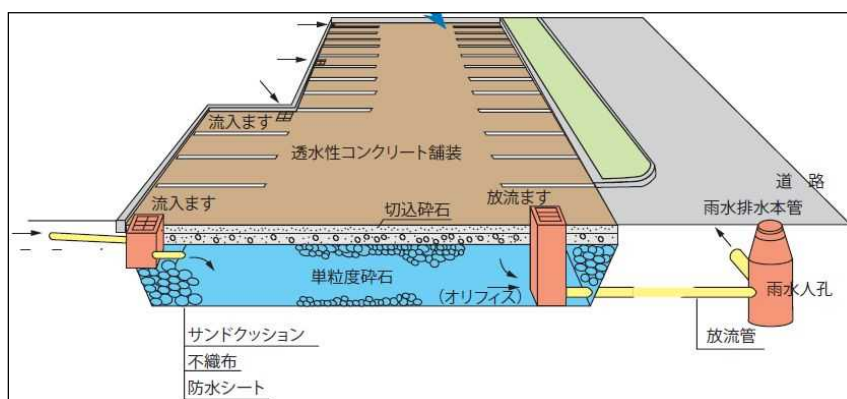 流入ます
透水性コンクリート舗装
道 路
流入ます
放流ます
切込砕石
雨水排水本管
単粒度砕石
(オリフィス)
雨水人孔
サンドクッション
放流管
不織布
防水シート